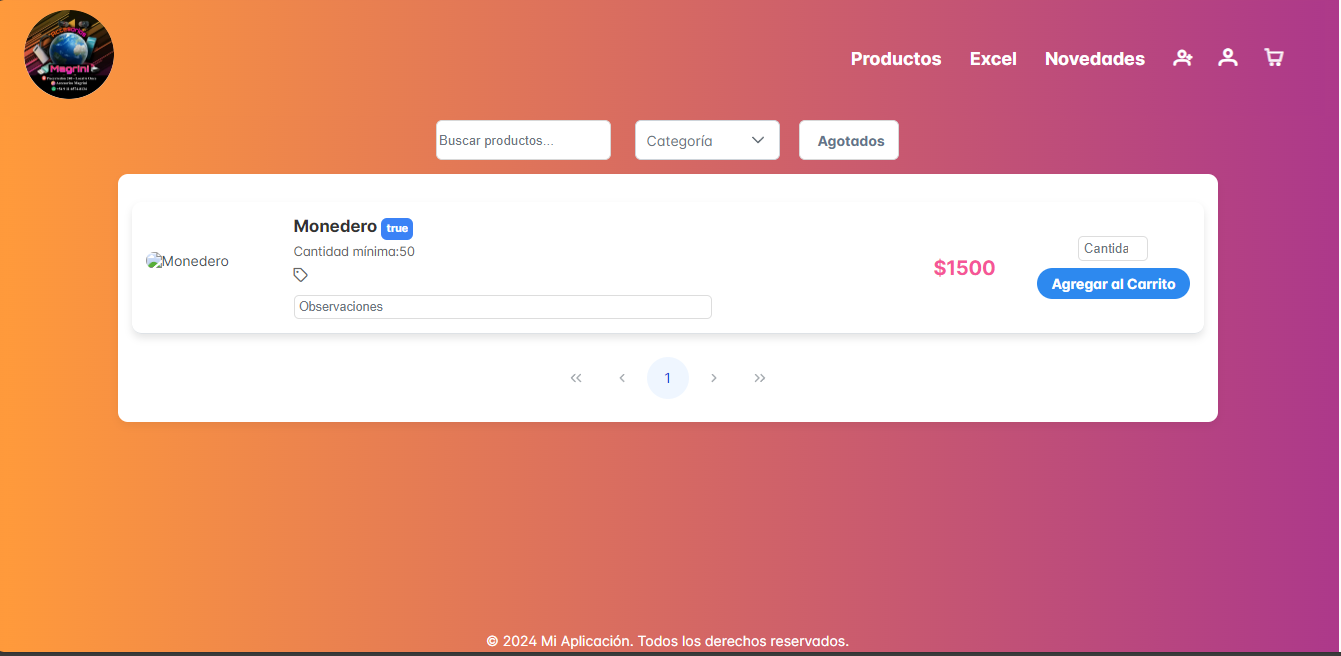 Magrini
Productos Excel Novedades
Buscar productos... Categoría Agotados
Monedero true
Cantidad mínima:50
Monedero
Observaciones
$1500
Cantida
Agregar al Carrito
1
© 2024 Mi Aplicación. Todos los derechos reservados.